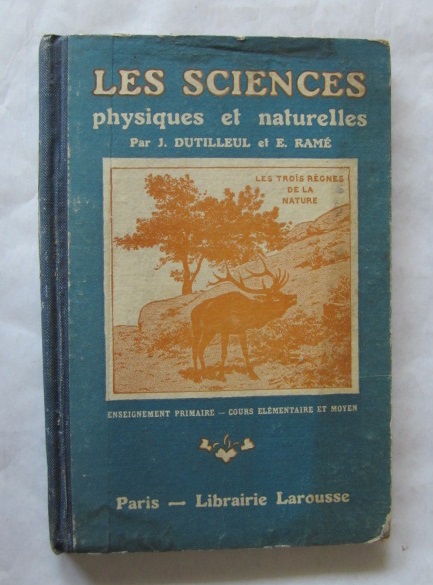 LES SCIENCES
physiques et naturelles
Par J. DUTILLEUL et E. RAMÉ
LES TROIS RÈGNES
DE LA
NATURE
ENSEIGNEMENT PRIMAIRE — COURS ELÉMENTAIRE ET MOYEN
Paris — Librairie Larousse